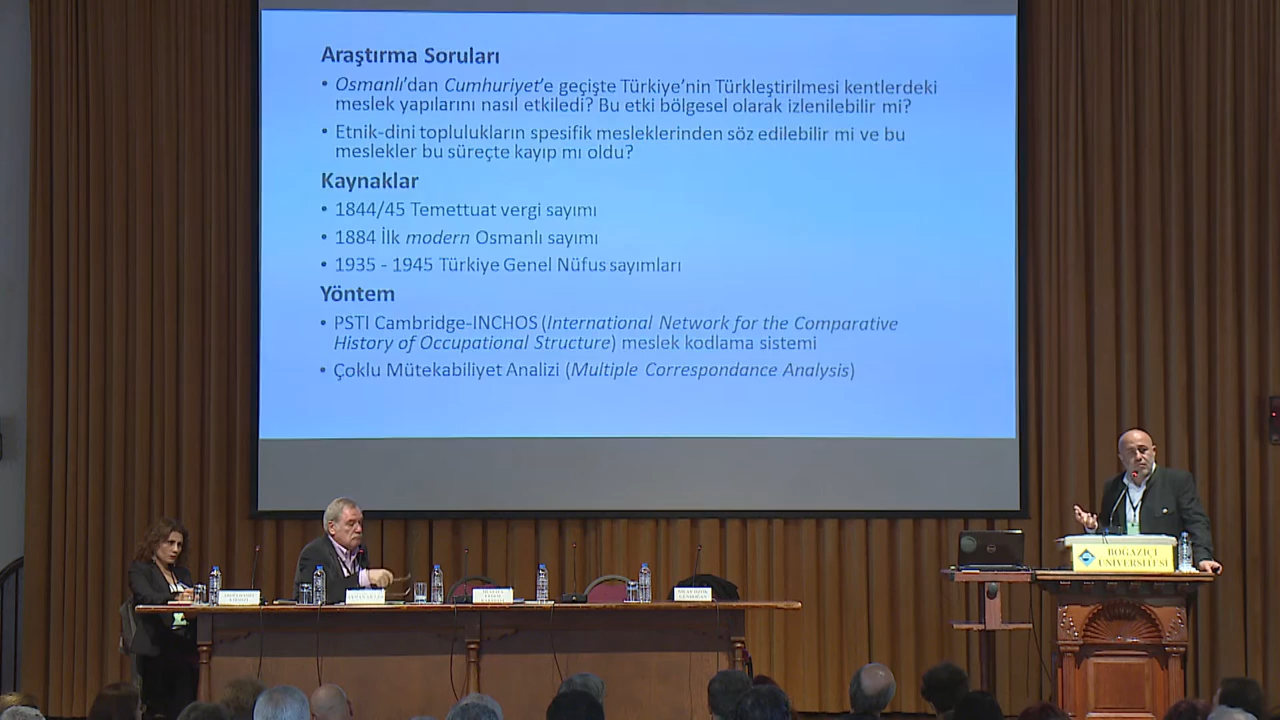 Araştırma Soruları
• Osmanlı'dan Cumhuriyet'e geçişte Türkiye'nin Türkleştirilmesi kentlerdeki
meslek yapılarını nasıl etkiledi? Bu etki bölgesel olarak izlenilebilir mi?
• Etnik-dini toplulukların spesifik mesleklerinden söz edilebilir mi ve bu
meslekler bu süreçte kayıp mı oldu?
Kaynaklar
• 1844/45 Temettuat vergi sayımı
• 1884 İlk modern Osmanlı sayımı
• 1935 - 1945 Türkiye Genel Nüfus sayımları
Yöntem
• PSTI Cambridge-INCHOS (International Network for the Comparative
History of Occupational Structure) meslek kodlama sistemi
• Çoklu Mütekabiliyet Analizi (Multiple Correspondance Analysis)
BOĞAZİÇİ
ÜNİVERSİTESİ